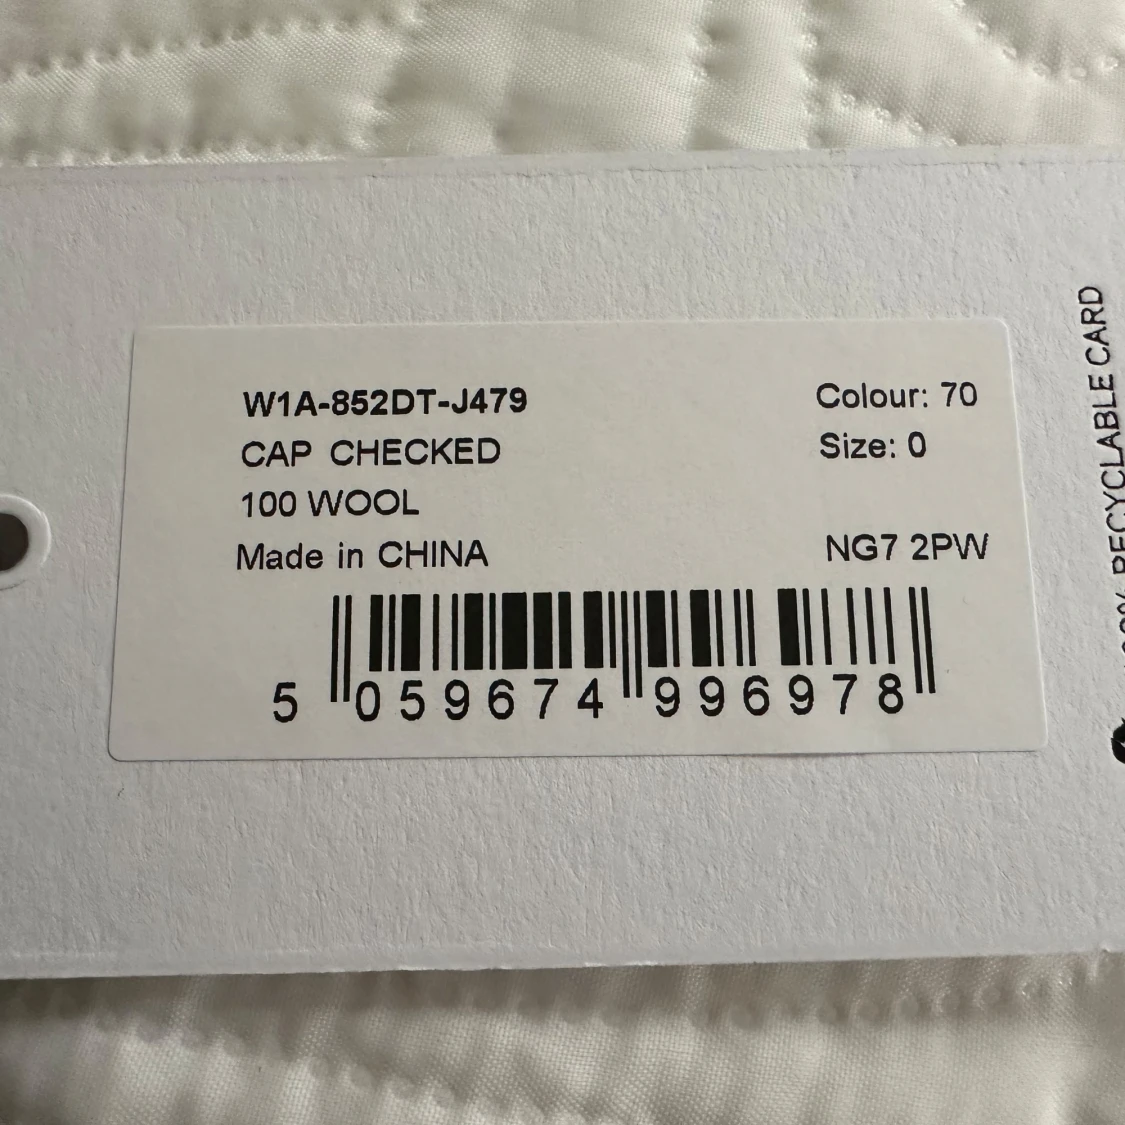 W1A-852DT-J479
Colour: 70
CAP CHECKED
Size: 0
100 WOOL
Made in CHINA
NG7 2PW
5 059674 996978
RECYCLABLE CARD